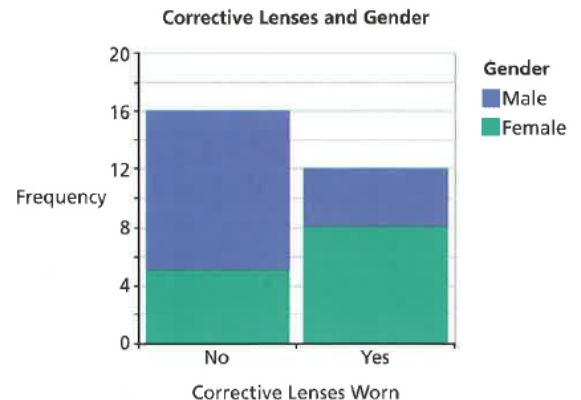 Corrective Lenses and Gender
20
16
12
8
4
0
Frequency
No
Yes
Corrective Lenses Worn
Gender
Male
Female